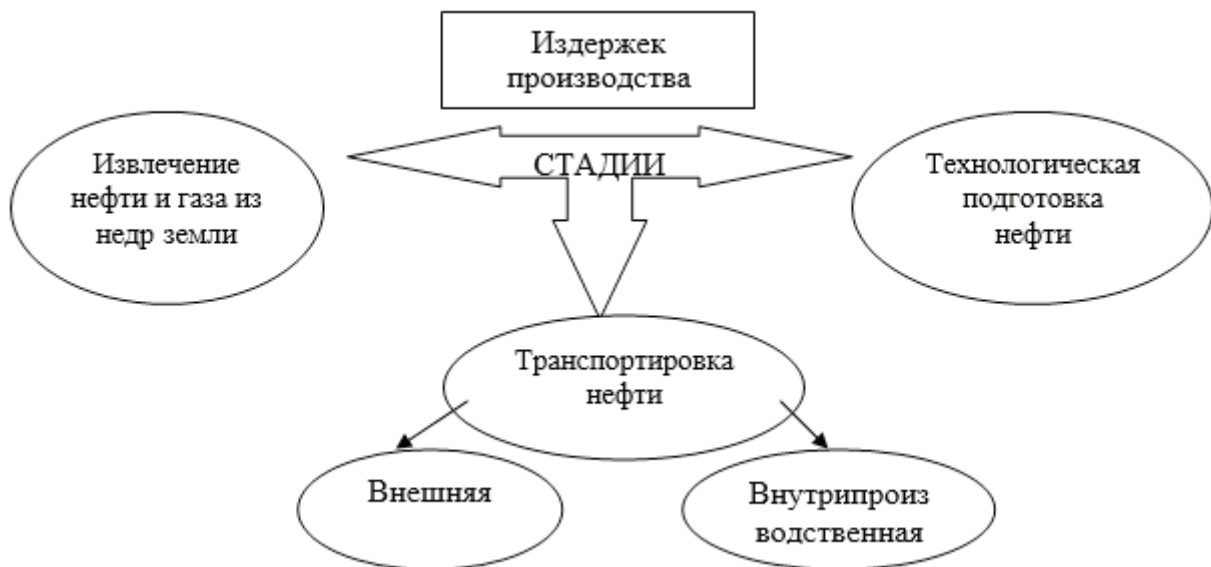 Издержек
производства
СТАДИИ
Извлечение
нефти и газа из
недр земли
Технологическая
подготовка
нефти
Транспортировка
нефти
Внешняя
Внутрипроиз
водственная